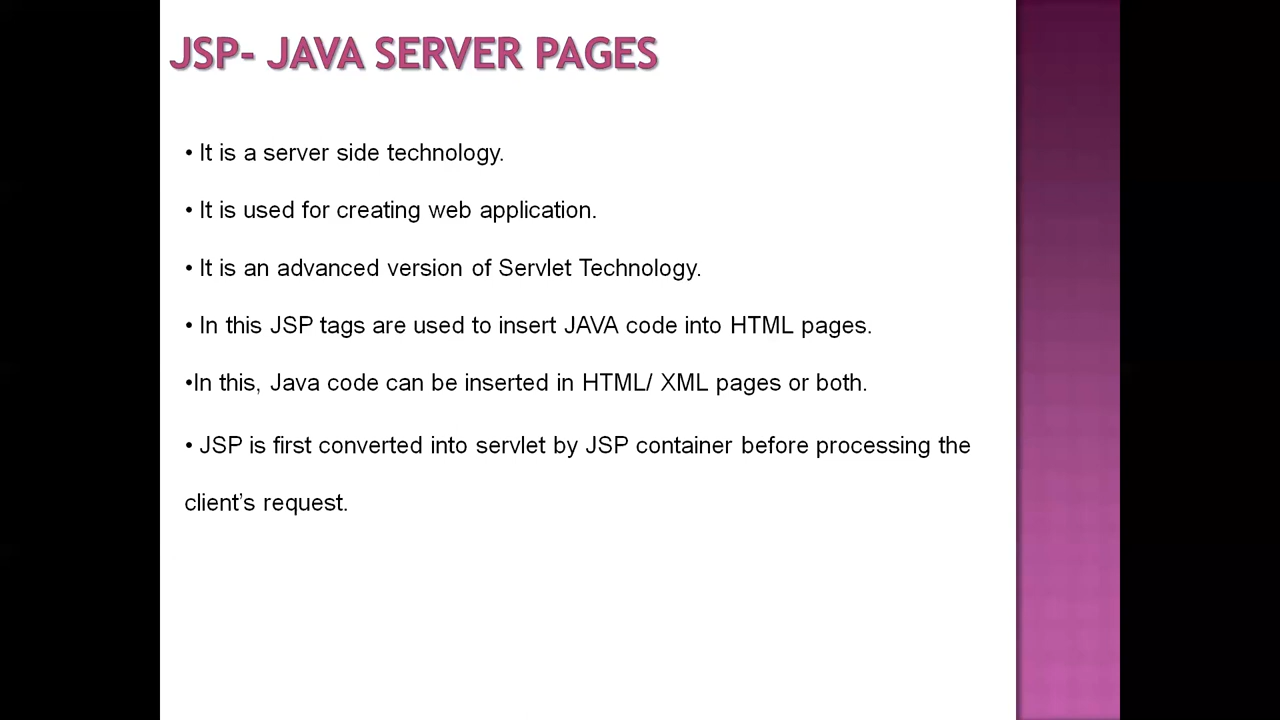 JSP- JAVA SERVER PAGES
• It is a server side technology.
• It is used for creating web application.
• It is an advanced version of Servlet Technology.
• In this JSP tags are used to insert JAVA code into HTML pages.
•In this, Java code can be inserted in HTML/ XML pages or both.
• JSP is first converted into servlet by JSP container before processing the
client’s request.